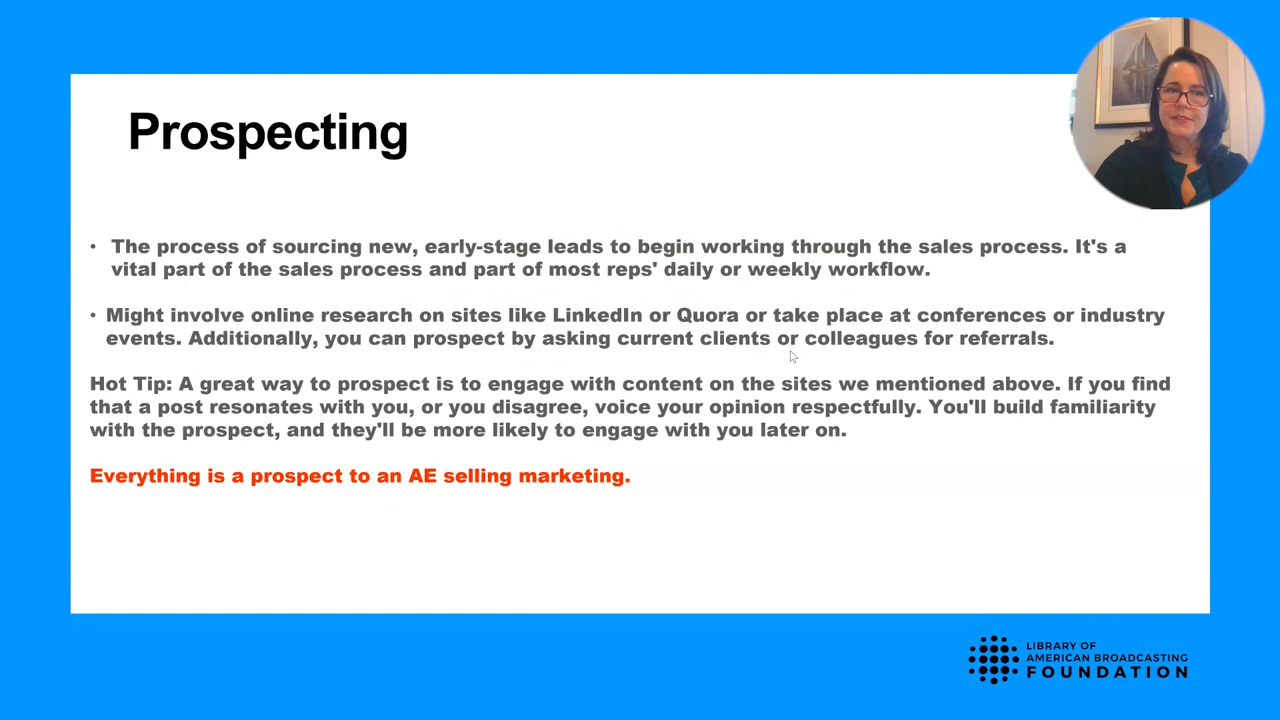 Prospecting
• The process of sourcing new, early-stage leads to begin working through the sales process. It's a
vital part of the sales process and part of most reps' daily or weekly workflow.
• Might involve online research on sites like LinkedIn or Quora or take place at conferences or industry
events. Additionally, you can prospect by asking current clients or colleagues for referrals.
Hot Tip: A great way to prospect is to engage with content on the sites we mentioned above. If you find
that a post resonates with you, or you disagree, voice your opinion respectfully. You'll build familiarity
with the prospect, and they'll be more likely to engage with you later on.
Everything is a prospect to an AE selling marketing.
LIBRARY OF
AMERICAN BROADCASTING
FOUNDATION